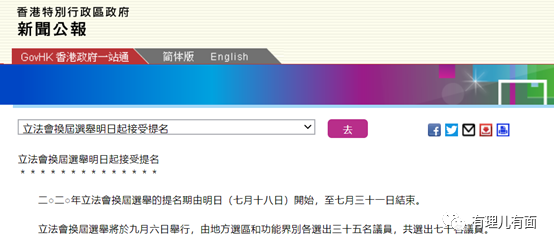 香港特別行政區政府
新聞公報
GovHK 香港政府一站通 简体版 English
立法會換屆選舉明日起接受提名 去
立法會換屆選舉明日起接受提名
**************
二○二○年立法會換屆選舉的提名期由明日（七月十八日）開始，至七月三十一日結束。
立法會換屆選舉將於九月六日舉行，由地方選區和功能界別各選出三十五名議員，共選出七十名議員。
有理儿有面